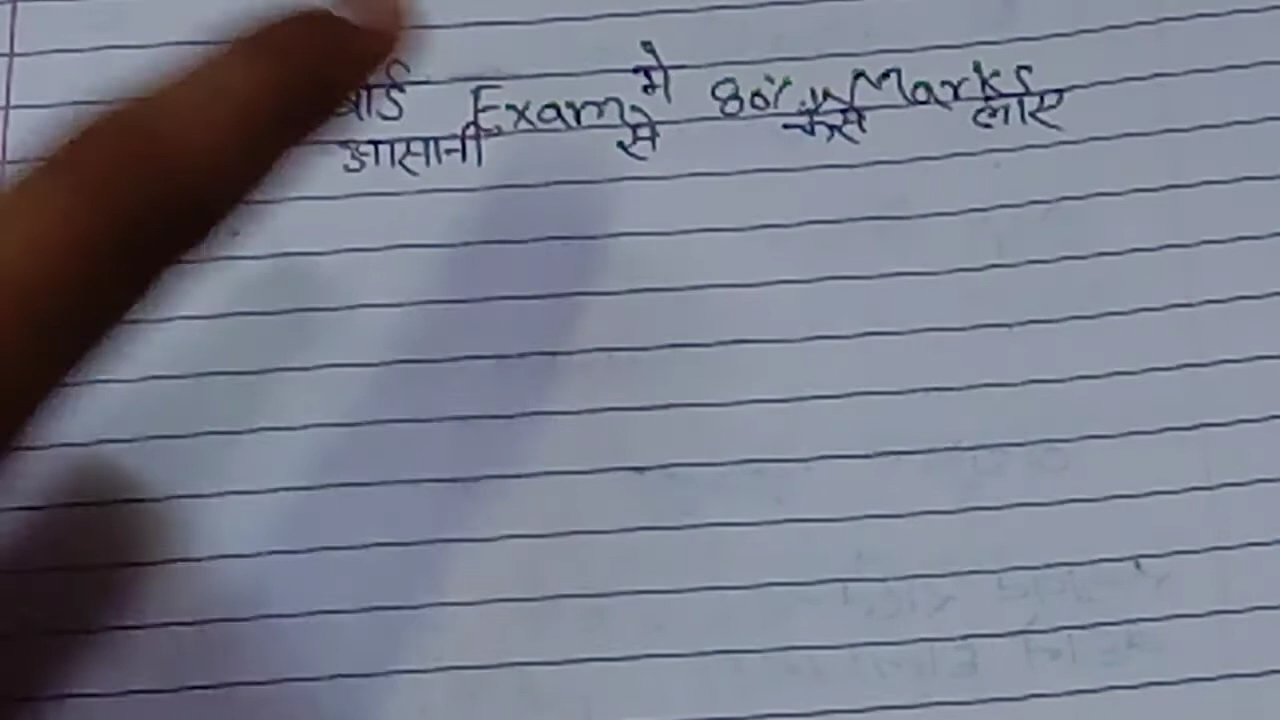 बोर्ड Exam में 80% Marks
आसानी से कैसे लाए